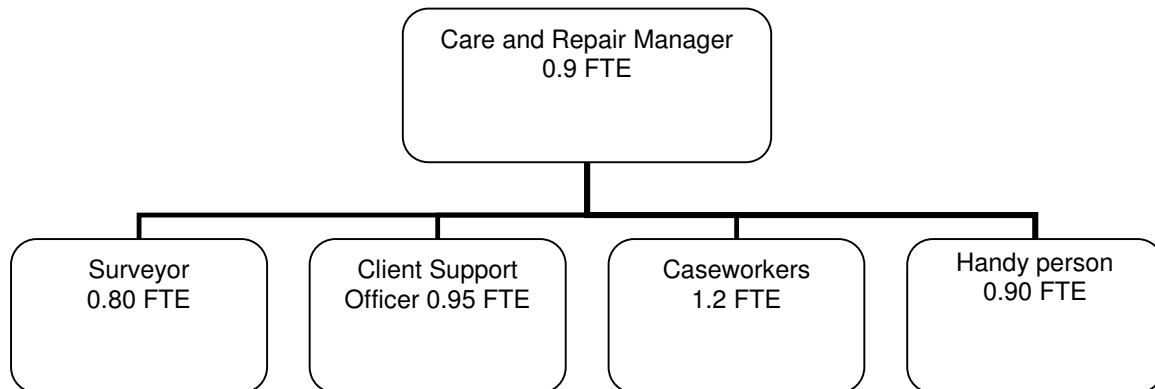 Care and Repair Manager
0.9 FTE
Surveyor
0.80 FTE
Client Support
Officer 0.95 FTE
Caseworkers
1.2 FTE
Handy person
0.90 FTE